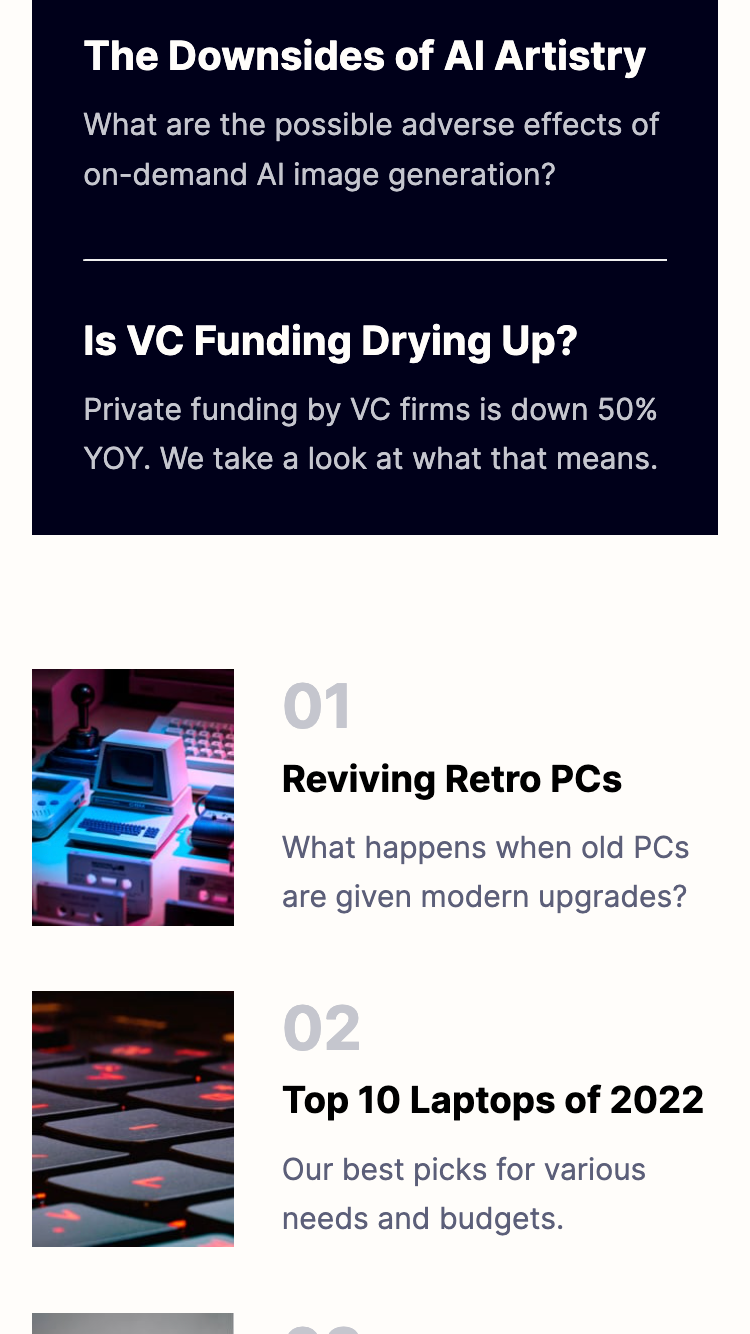 The Downsides of AI Artistry
What are the possible adverse effects of
on-demand AI image generation?
Is VC Funding Drying Up?
Private funding by VC firms is down 50%
YOY. We take a look at what that means.
01
Reviving Retro PCs
What happens when old PCs
are given modern upgrades?
02
Top 10 Laptops of 2022
Our best picks for various
needs and budgets.